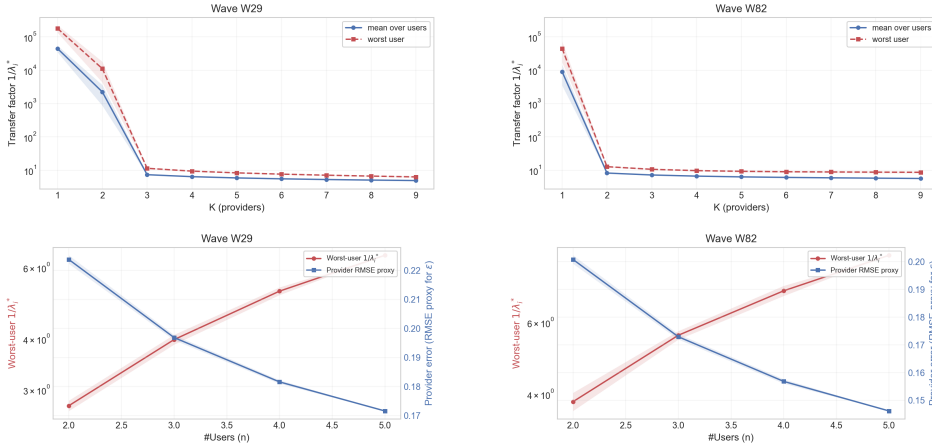 Wave W29
Transfer factor 1/λᵢ*
10⁵
10⁴
10³
10²
10¹
mean over users
worst user
1 2 3 4 5 6 7 8 9
K (providers)
Wave W82
Transfer factor 1/λᵢ*
10⁵
10⁴
10³
10²
10¹
mean over users
worst user
1 2 3 4 5 6 7 8 9
K (providers)
Wave W29
Worst-user 1/λᵢ*
6 × 10⁰
4 × 10⁰
3 × 10⁰
Worst-user 1/λᵢ*
Provider RMSE proxy
0.22
0.21
0.20
0.19
0.18
0.17
Provider error (RMSE proxy for ε)
2.0 2.5 3.0 3.5 4.0 4.5 5.0
#Users (n)
Wave W82
Worst-user 1/λᵢ*
6 × 10⁰
4 × 10⁰
Worst-user 1/λᵢ*
Provider RMSE proxy
0.20
0.19
0.18
0.17
0.16
0.15
2.0 2.5 3.0 3.5 4.0 4.5 5.0
#Users (n)